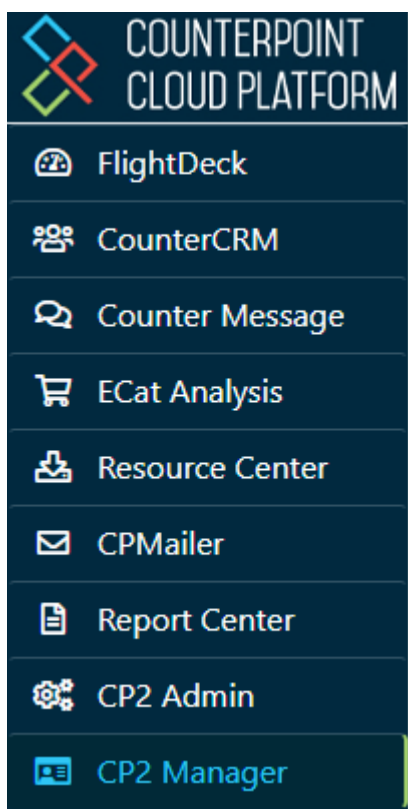 COUNTERPOINT
CLOUD PLATFORM
FlightDeck
CounterCRM
Counter Message
ECat Analysis
Resource Center
CPMailer
Report Center
CP2 Admin
CP2 Manager